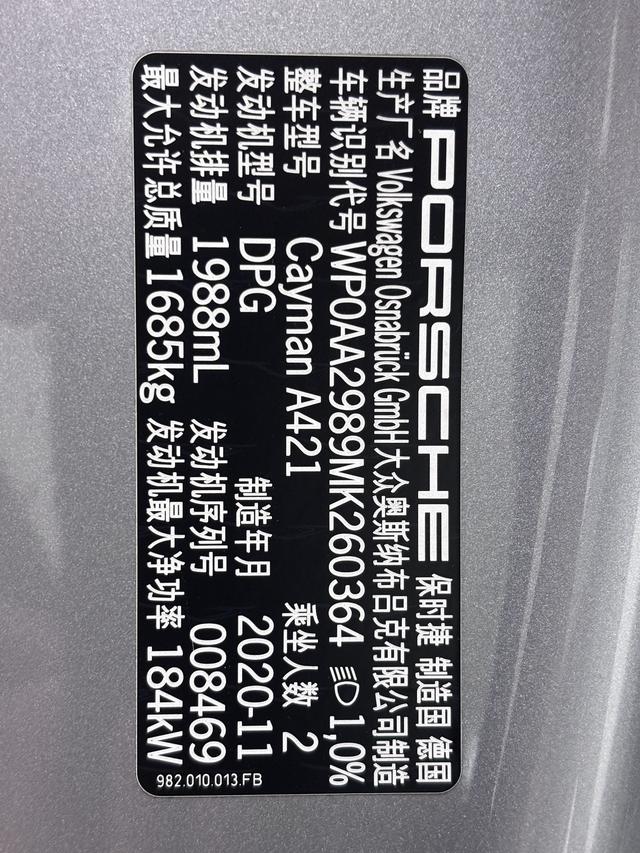 品牌 PORSCHE 保时捷 制造国 德国
生产厂名 Volkswagen Osnabrück GmbH 大众奥斯纳布吕克有限公司制造
车辆识别代号 WP0AA2989MK260364 1,0%
整车型号 Cayman A421 乘坐人数 2
发动机型号 DPG 制造年月 2020-11
发动机排量 1988mL 发动机序列号 008469
最大允许总质量 1685kg 发动机最大净功率 184kW
982.010.013.FB